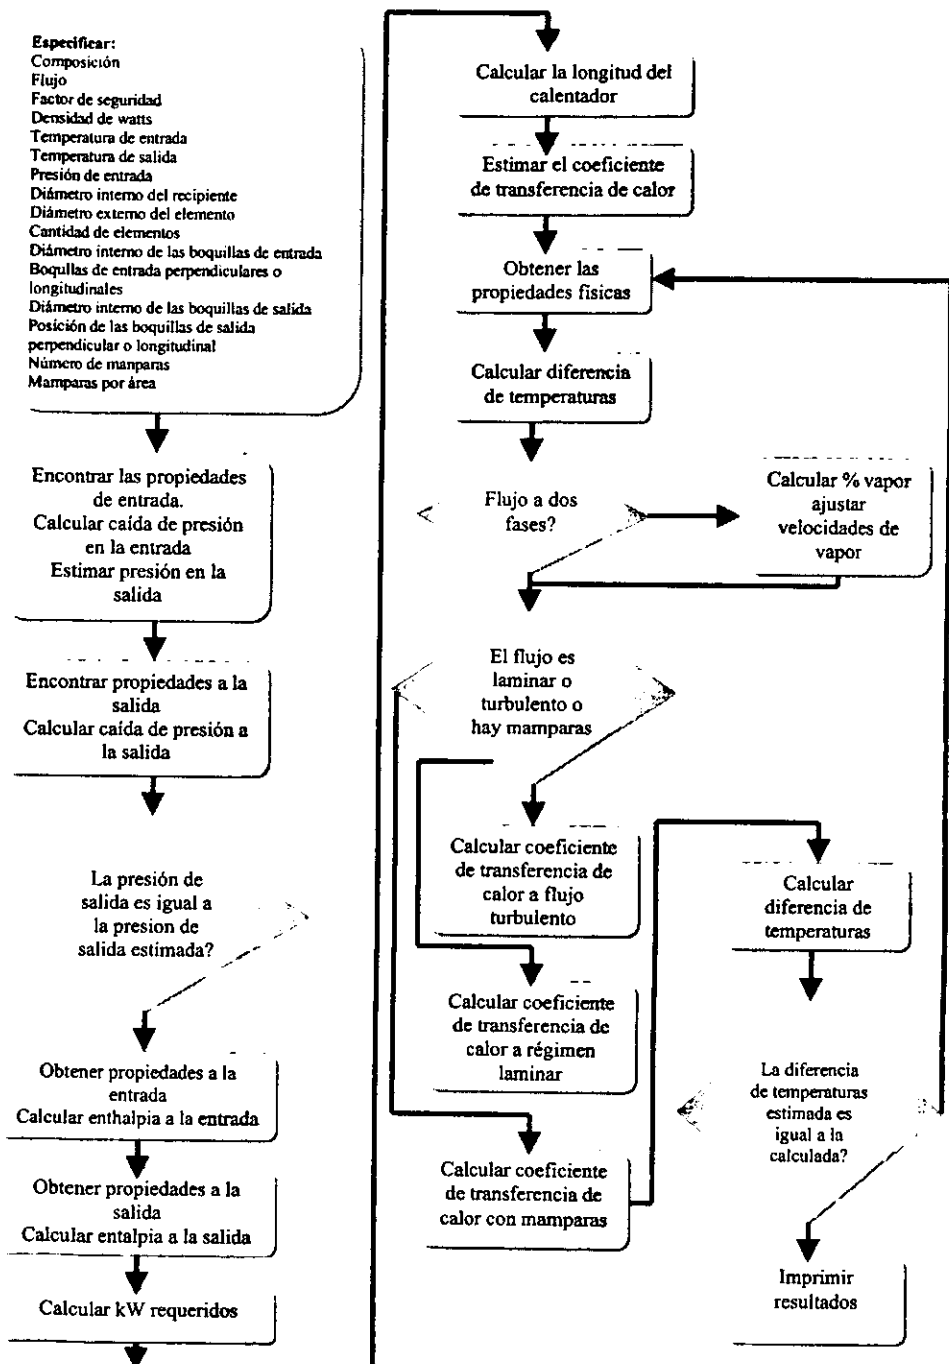 Especificar:
Composición
Flujo
Factor de seguridad
Densidad de watts
Temperatura de entrada
Temperatura de salida
Presión de entrada
Diámetro interno del recipiente
Diámetro externo del elemento
Cantidad de elementos
Diámetro interno de las boquillas de entrada
Boqullas de entrada perpendiculares o
longitudinales
Diámetro interno de las boquillas de salida
Posición de las boquillas de salida
perpendicular o longitudinal
Número de manparas
Mamparas por área
Encontrar las propiedades
de entrada.
Calcular caída de presión
en la entrada
Estimar presión en la
salida
Encontrar propiedades a la
salida
Calcular caída de presión a
la salida
La presión de
salida es igual a
la presion de
salida estimada?
Obtener propiedades a la
entrada
Calcular enthalpia a la entrada
Obtener propiedades a la
salida
Calcular entalpia a la salida
Calcular kW requeridos
Calcular la longitud del
calentador
Estimar el coeficiente
de transferencia de calor
Obtener las
propiedades físicas
Calcular diferencia
de temperaturas
Flujo a dos
fases?
Calcular % vapor
ajustar
velocidades de
vapor
El flujo es
laminar o
turbulento o
hay mamparas
Calcular coeficiente
de transferencia de
calor a flujo
turbulento
Calcular coeficiente
de transferencia de
calor a régimen
laminar
Calcular coeficiente
de transferencia de
calor con mamparas
Calcular
diferencia de
temperaturas
La diferencia
de temperaturas
estimada es
igual a la
calculada?
Imprimir
resultados